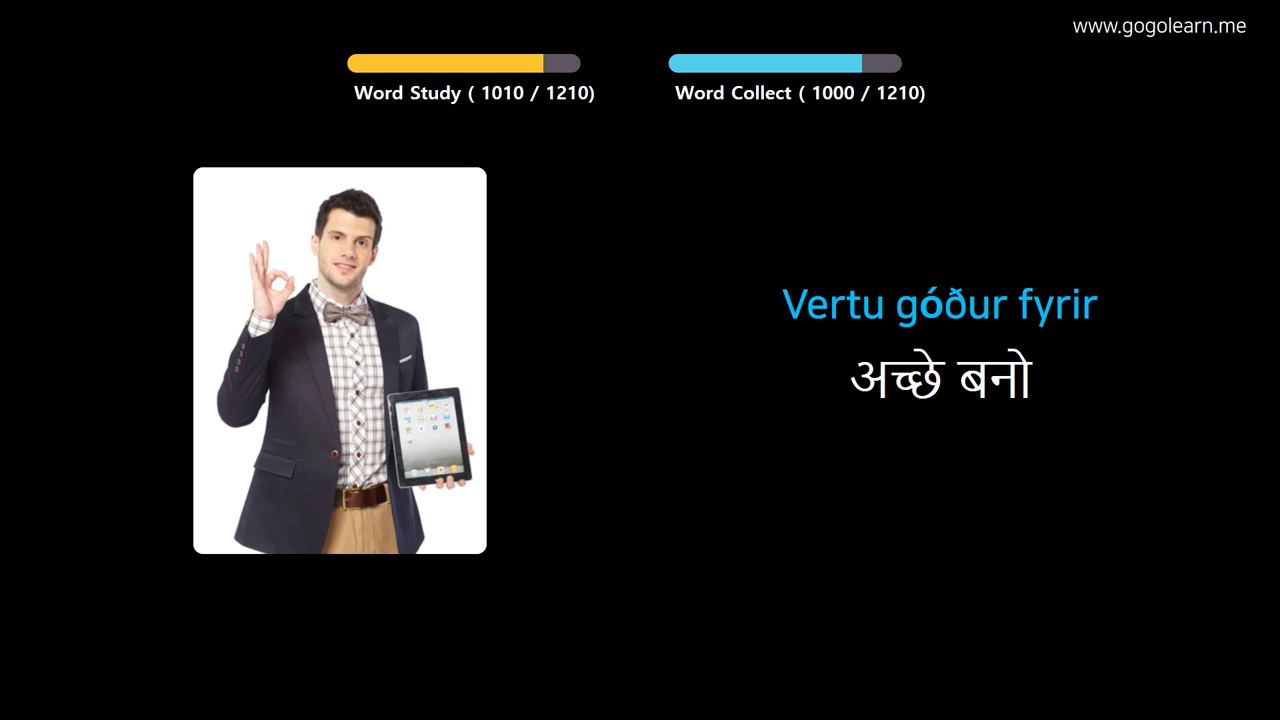 www.gogolearn.me
Word Study ( 1010 / 1210)
Word Collect ( 1000 / 1210)
Vertu góður fyrir
अच्छे बनो